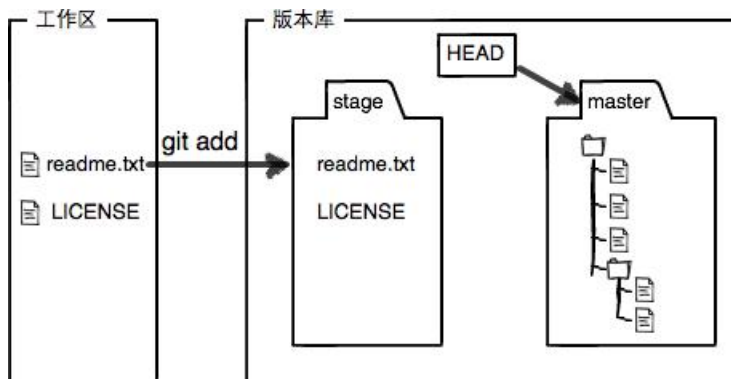 工作区
版本库
HEAD
stage
master
git add
readme.txt
readme.txt
LICENSE
LICENSE